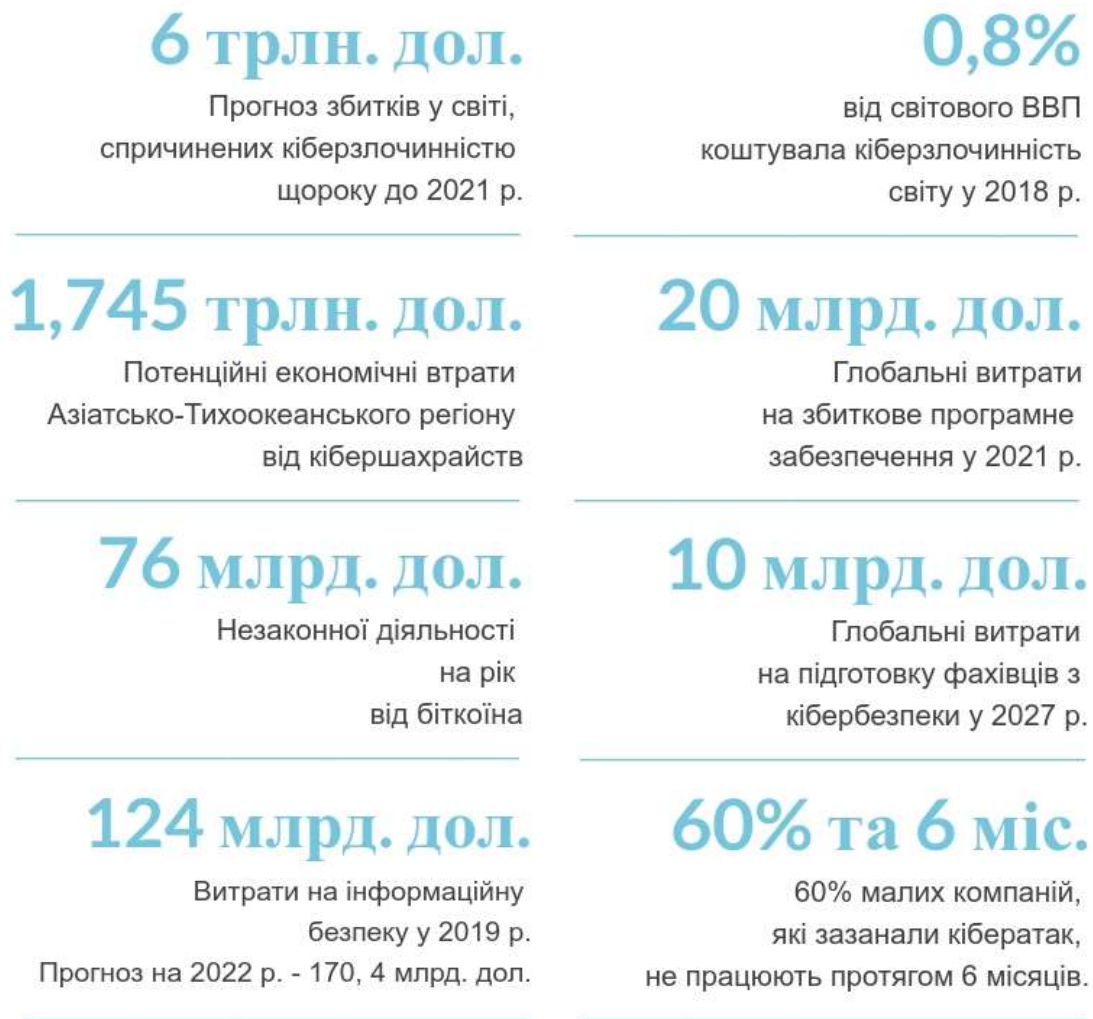 6 трлн. дол.
Прогноз збитків у світі,
спричинених кіберзлочинністю
щороку до 2021 р.
0,8%
від світового ВВП
коштувала кіберзлочинність
світу у 2018 р.
1,745 трлн. дол.
Потенційні економічні втрати
Азіатсько-Тихоокеанського регіону
від кібершахрайств
20 млрд. дол.
Глобальні витрати
на збиткове програмне
забезпечення у 2021 р.
76 млрд. дол.
Незаконної діяльності
на рік
від біткоїна
10 млрд. дол.
Глобальні витрати
на підготовку фахівців з
кібербезпеки у 2027 р.
124 млрд. дол.
Витрати на інформаційну
безпеку у 2019 р.
Прогноз на 2022 р. - 170, 4 млрд. дол.
60% та 6 міс.
60% малих компаній,
які зазанали кібератак,
не працюють протягом 6 місяців.